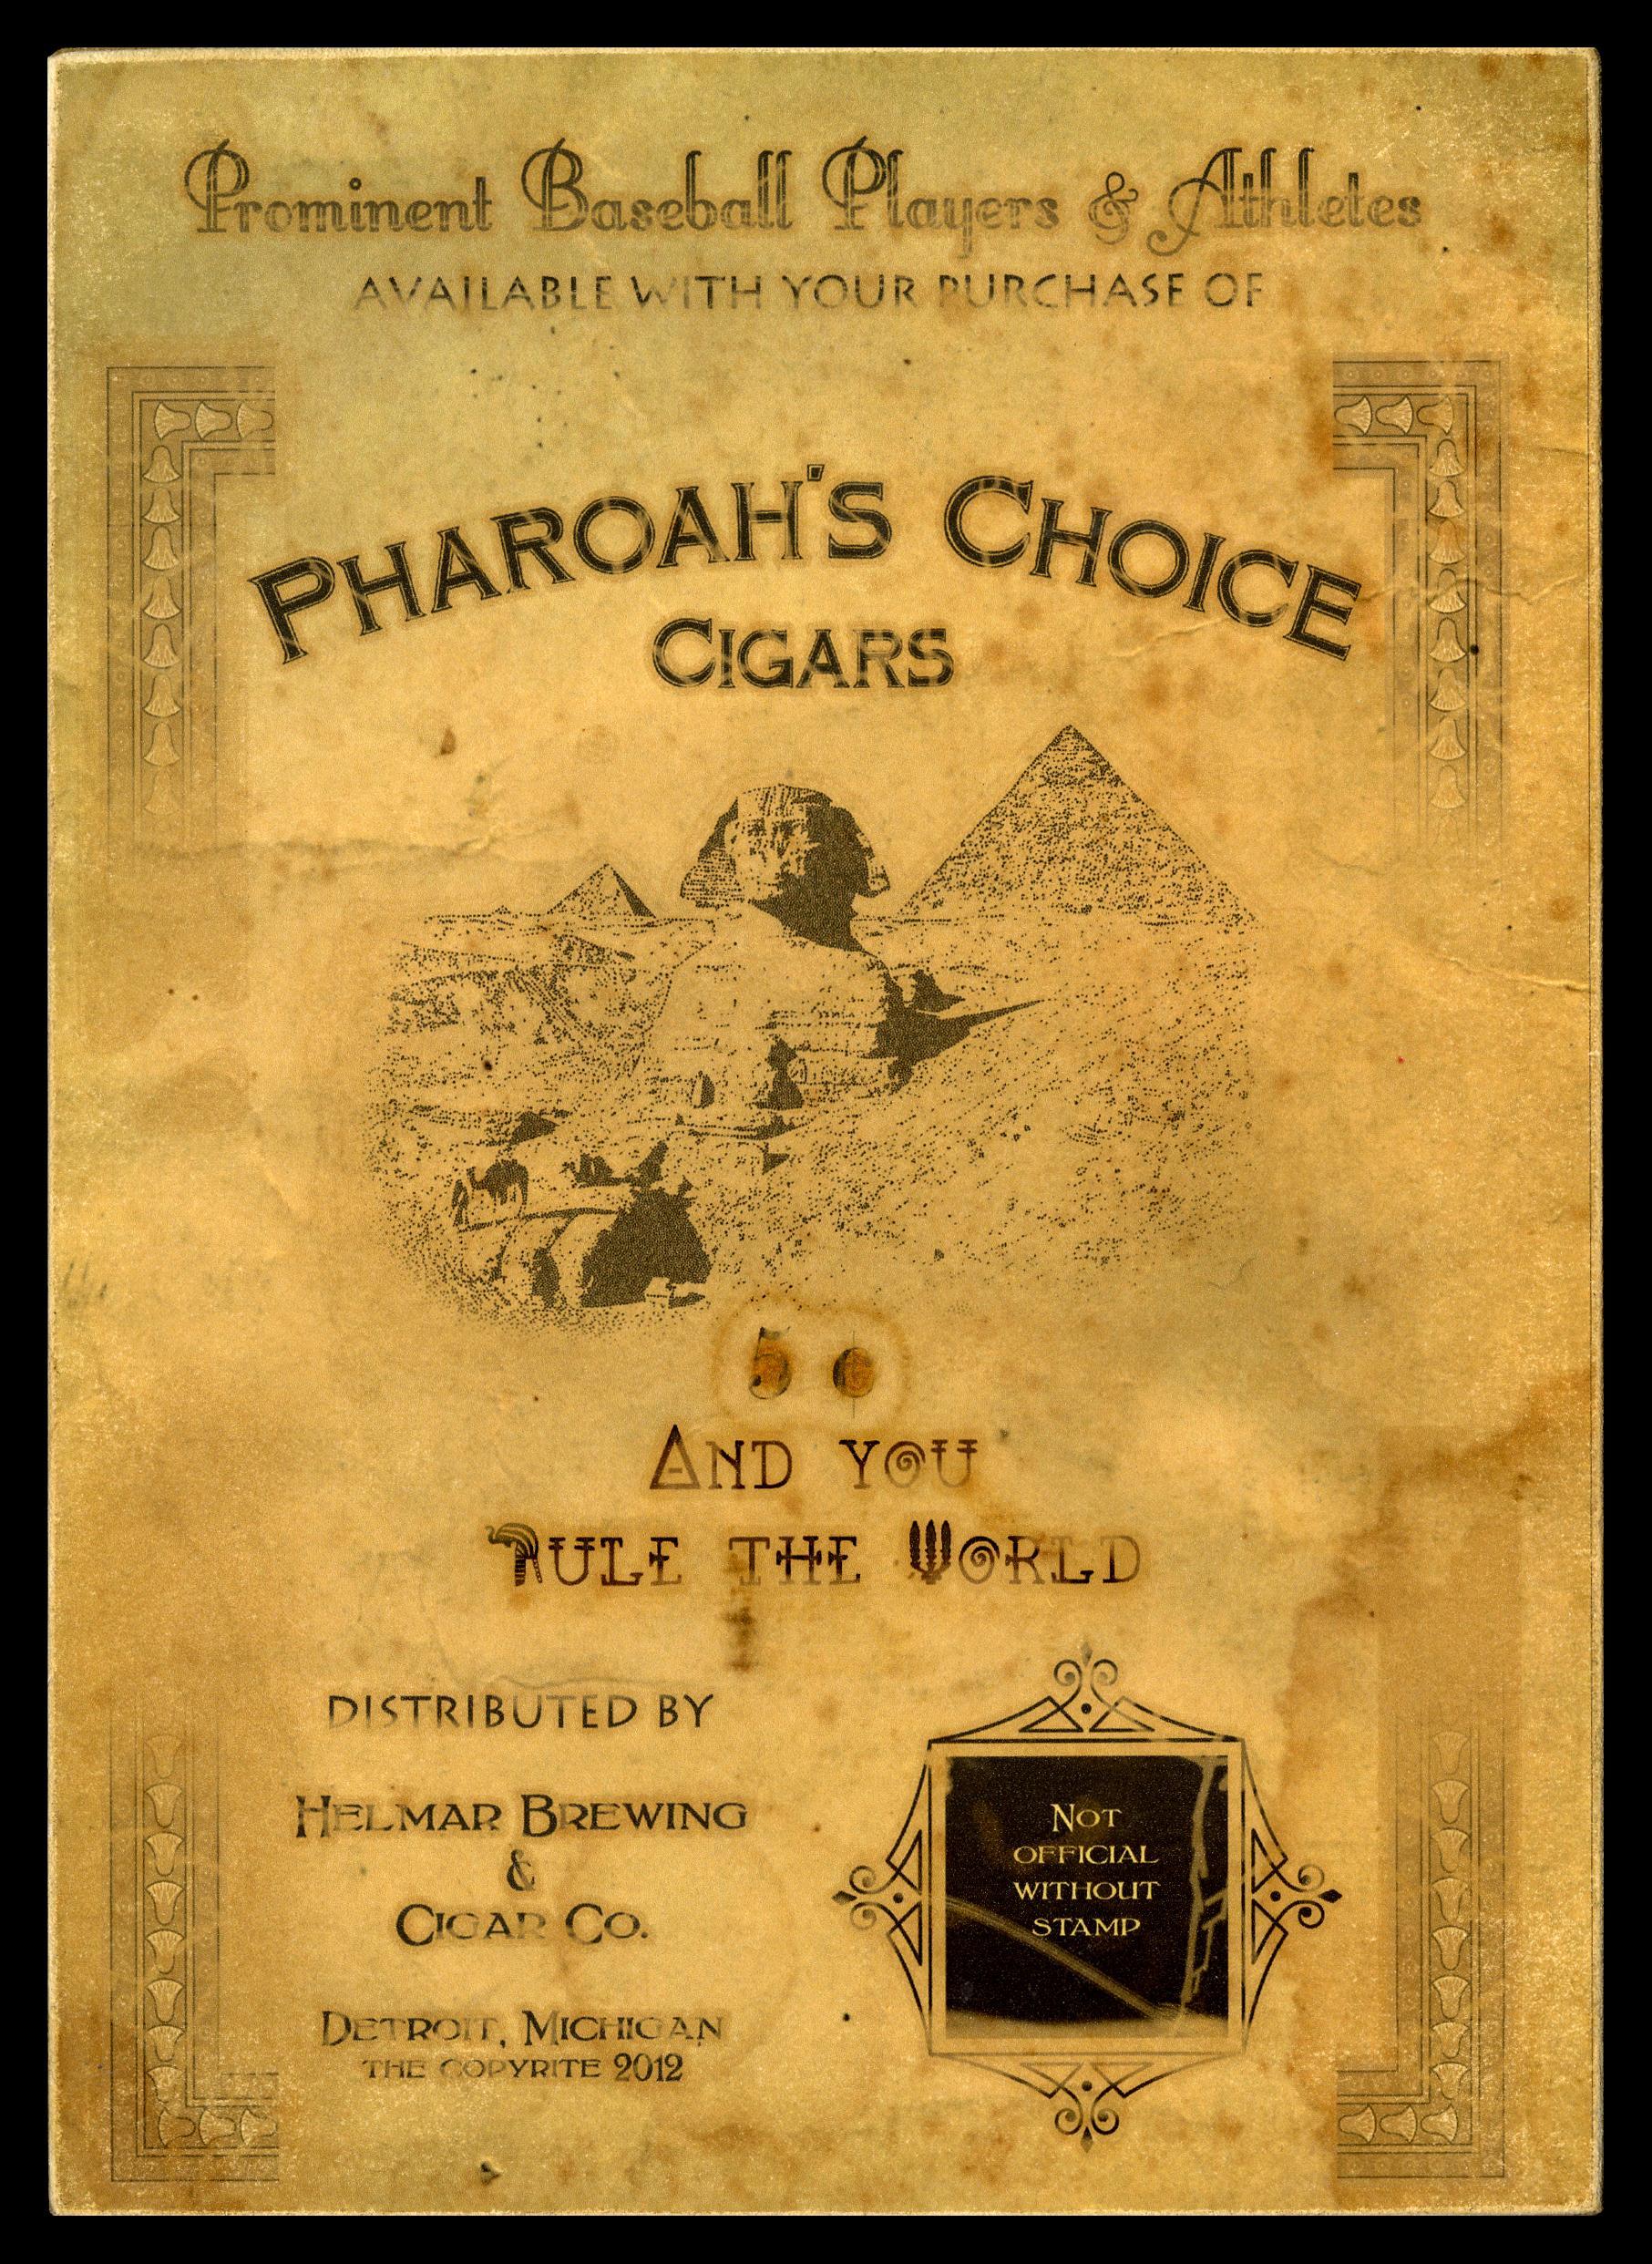 Prominent Baseball Players & Athletes
AVAILABLE WITH YOUR PURCHASE OF
PHAROAH'S CHOICE
CIGARS
5 ¢
AND YOU
RULE THE WORLD
DISTRIBUTED BY
HELMAR BREWING
&
CIGAR CO.
DETROIT, MICHIGAN
THE COPYRITE 2012
NOT
OFFICIAL
WITHOUT
STAMP